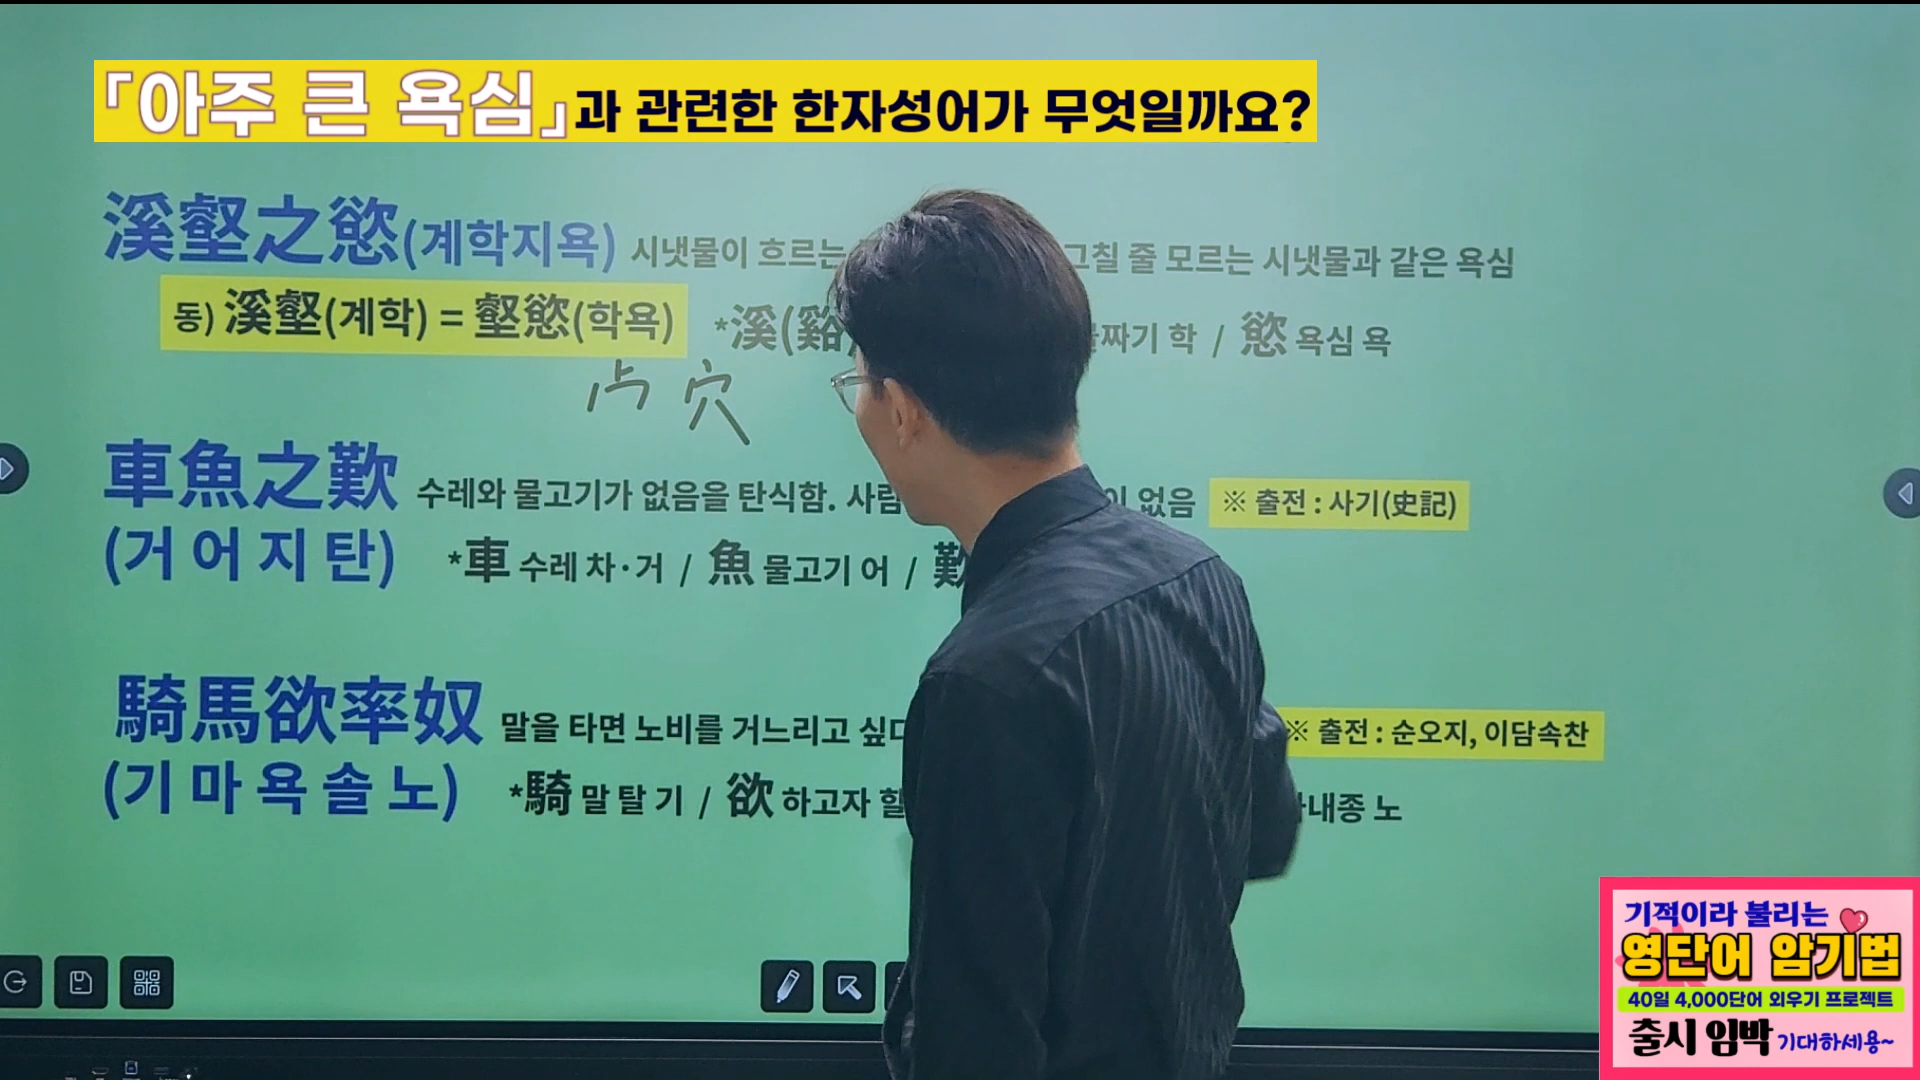 「아주 큰 욕심」과 관련한 한자성어가 무엇일까요?
溪壑之慾(계학지욕) 시냇물이 흐르는 그칠 줄 모르는 시냇물과 같은 욕심
동) 溪壑(계학) = 壑慾(학욕) *溪(谿 짜기 학 / 慾 욕심 욕
穴
車魚之歎 수레와 물고기가 없음을 탄식함. 사람 이 없음 ※ 출전 : 사기(史記)
(거어지탄) *車 수레 차·거 / 魚 물고기 어 / 歎
騎馬欲率奴 말을 타면 노비를 거느리고 싶다 ※ 출전 : 순오지, 이담속찬
(기마욕솔노) *騎 말 탈 기 / 欲 하고자 할 내종 노
기적이라 불리는
영단어 암기법
40일 4,000단어 외우기 프로젝트
출시 임박 기대하세용~